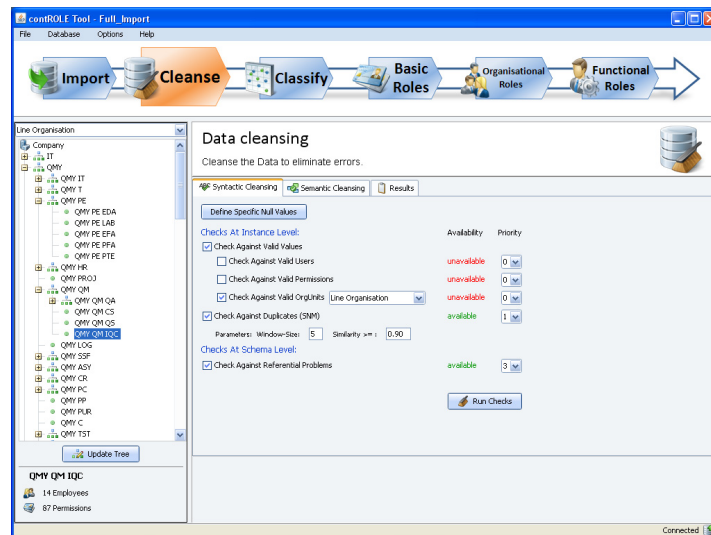 contROLE Tool - Full_Import
File Database Options Help
Import
Cleanse
Classify
Basic Roles
Organisational Roles
Functional Roles
Line Organisation
Company
IT
QMY
QMY IT
QMY T
QMY PE
QMY PE EDA
QMY PE LAB
QMY PE EFA
QMY PE PFA
QMY PE PTE
QMY HR
QMY PROJ
QMY QM
QMY QM QA
QMY QM CS
QMY QM QS
QMY QM IQC
QMY LOG
QMY SSF
QMY ASY
QMY CR
QMY PC
QMY PP
QMY PUR
QMY C
QMY TST
Update Tree
QMY QM IQC
14 Employees
87 Permissions
Data cleansing
Cleanse the Data to eliminate errors.
Syntactic Cleansing Semantic Cleansing Results
Define Specific Null Values
Checks At Instance Level: Availability Priority
Check Against Valid Values
Check Against Valid Users unavailable 0
Check Against Valid Permissions unavailable 0
Check Against Valid OrgUnits Line Organisation unavailable 0
Check Against Duplicates (SNM) available 1
Parameters: Window-Size: 5 Similarity >= : 0.90
Checks At Schema Level:
Check Against Referential Problems available 3
Run Checks
Connected